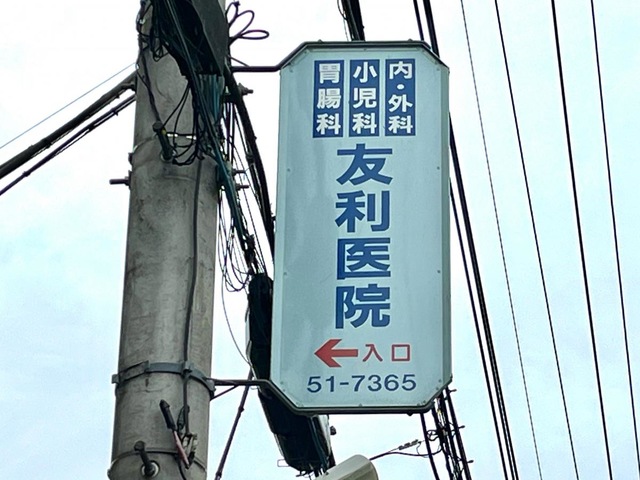 内・外科
小児科
胃腸科
友利医院
←入口
51-7365